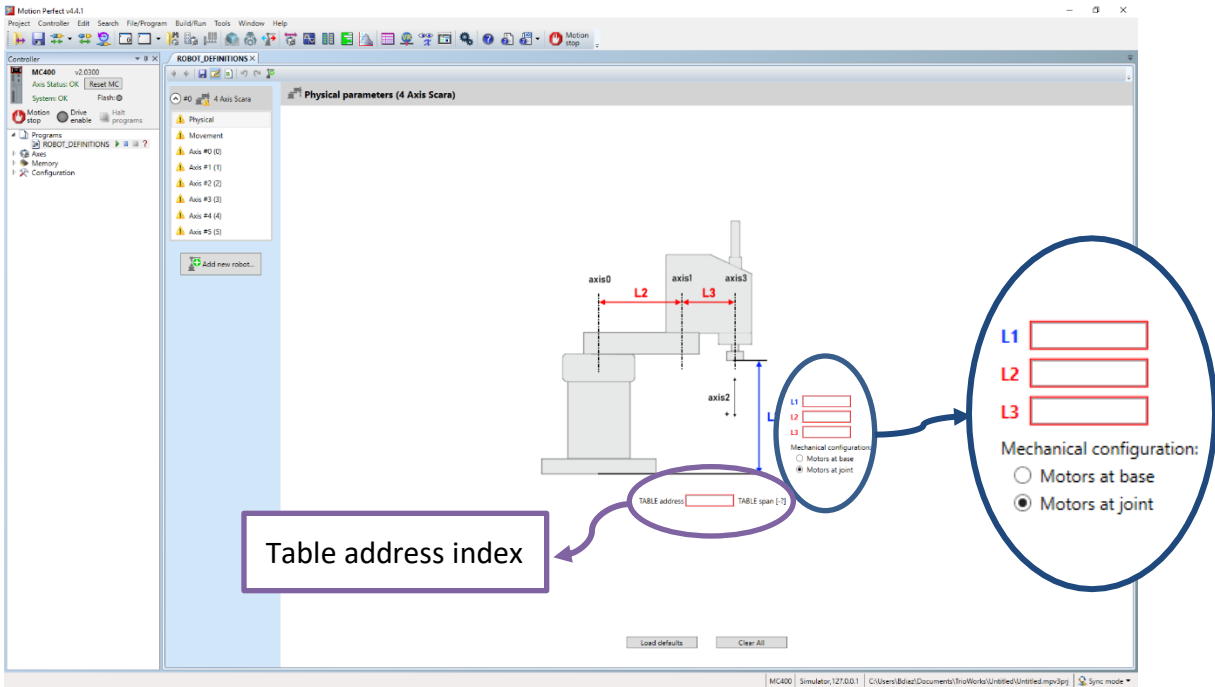 Motion Perfect v4.4.1
Project Controller Edit Search File/Program Build/Run Tools Window Help
Motion stop
Controller
MC400 v2.0300
Axis Status: OK Reset MC
System: OK Flash:
Motion stop Drive enable Halt programs
Programs
ROBOT_DEFINITIONS ?
Axes
Memory
Configuration
ROBOT_DEFINITIONS
#0 4 Axis Scara
Physical
Movement
Axis #0 (0)
Axis #1 (1)
Axis #2 (2)
Axis #3 (3)
Axis #4 (4)
Axis #5 (5)
Add new robot...
Physical parameters (4 Axis Scara)
axis0 axis1 axis3
L2 L3
axis2
+
L
L1
L2
L3
Mechanical configuration:
Motors at base
Motors at joint
TABLE address TABLE span [-?]
Table address index
L1
L2
L3
Mechanical configuration:
Motors at base
Motors at joint
Load defaults Clear All
MC400 Simulator,127.0.0.1 C:\Users\Bdiaz\Documents\TrioWorks\Untitled\Untitled.mpv3prj Sync mode